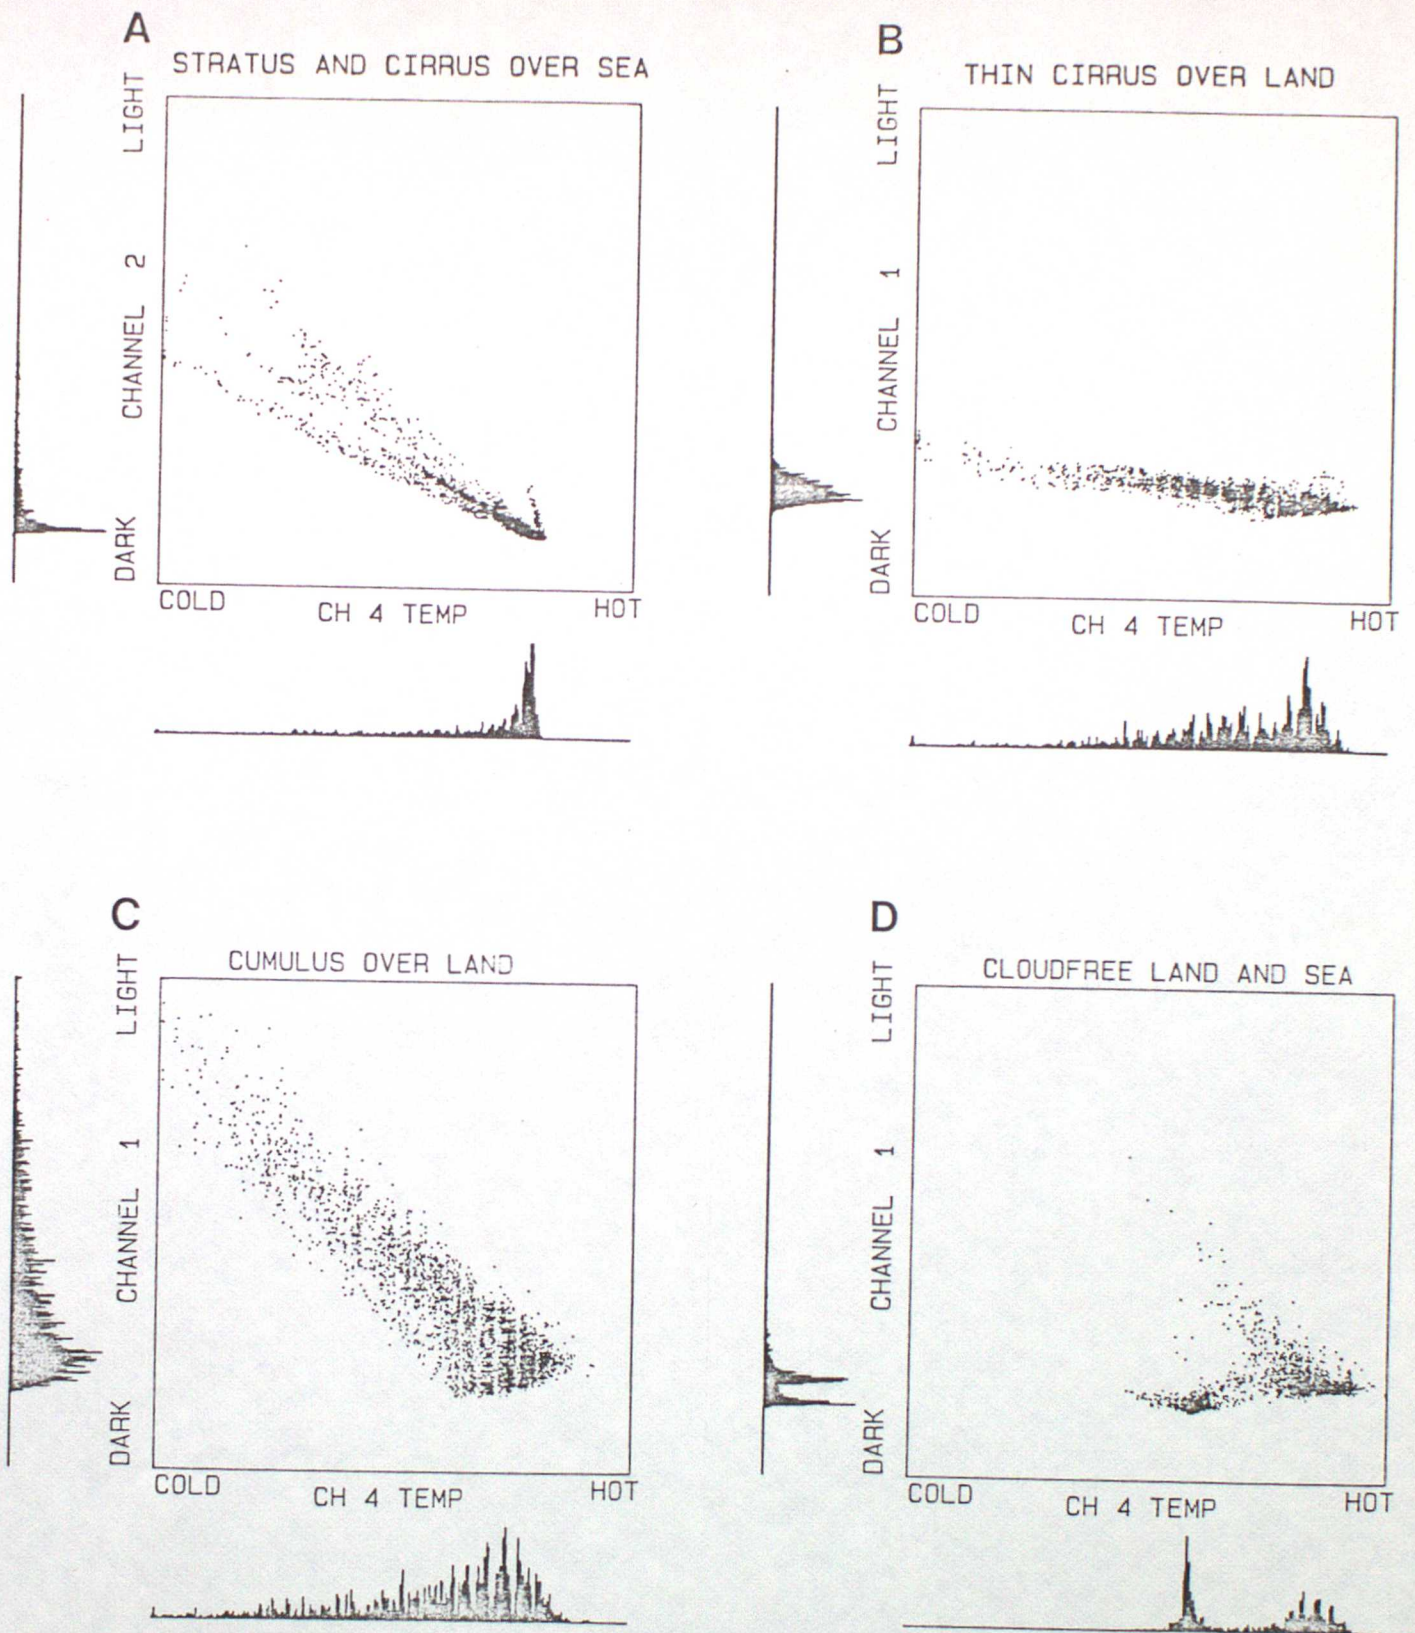 A
STRATUS AND CIRRUS OVER SEA
LIGHT
CHANNEL 2
DARK
COLD
CH 4 TEMP
HOT
B
THIN CIRRUS OVER LAND
LIGHT
CHANNEL 1
DARK
COLD
CH 4 TEMP
HOT
C
CUMULUS OVER LAND
LIGHT
CHANNEL 1
DARK
COLD
CH 4 TEMP
HOT
D
CLOUDFREE LAND AND SEA
LIGHT
CHANNEL 1
DARK
COLD
CH 4 TEMP
HOT